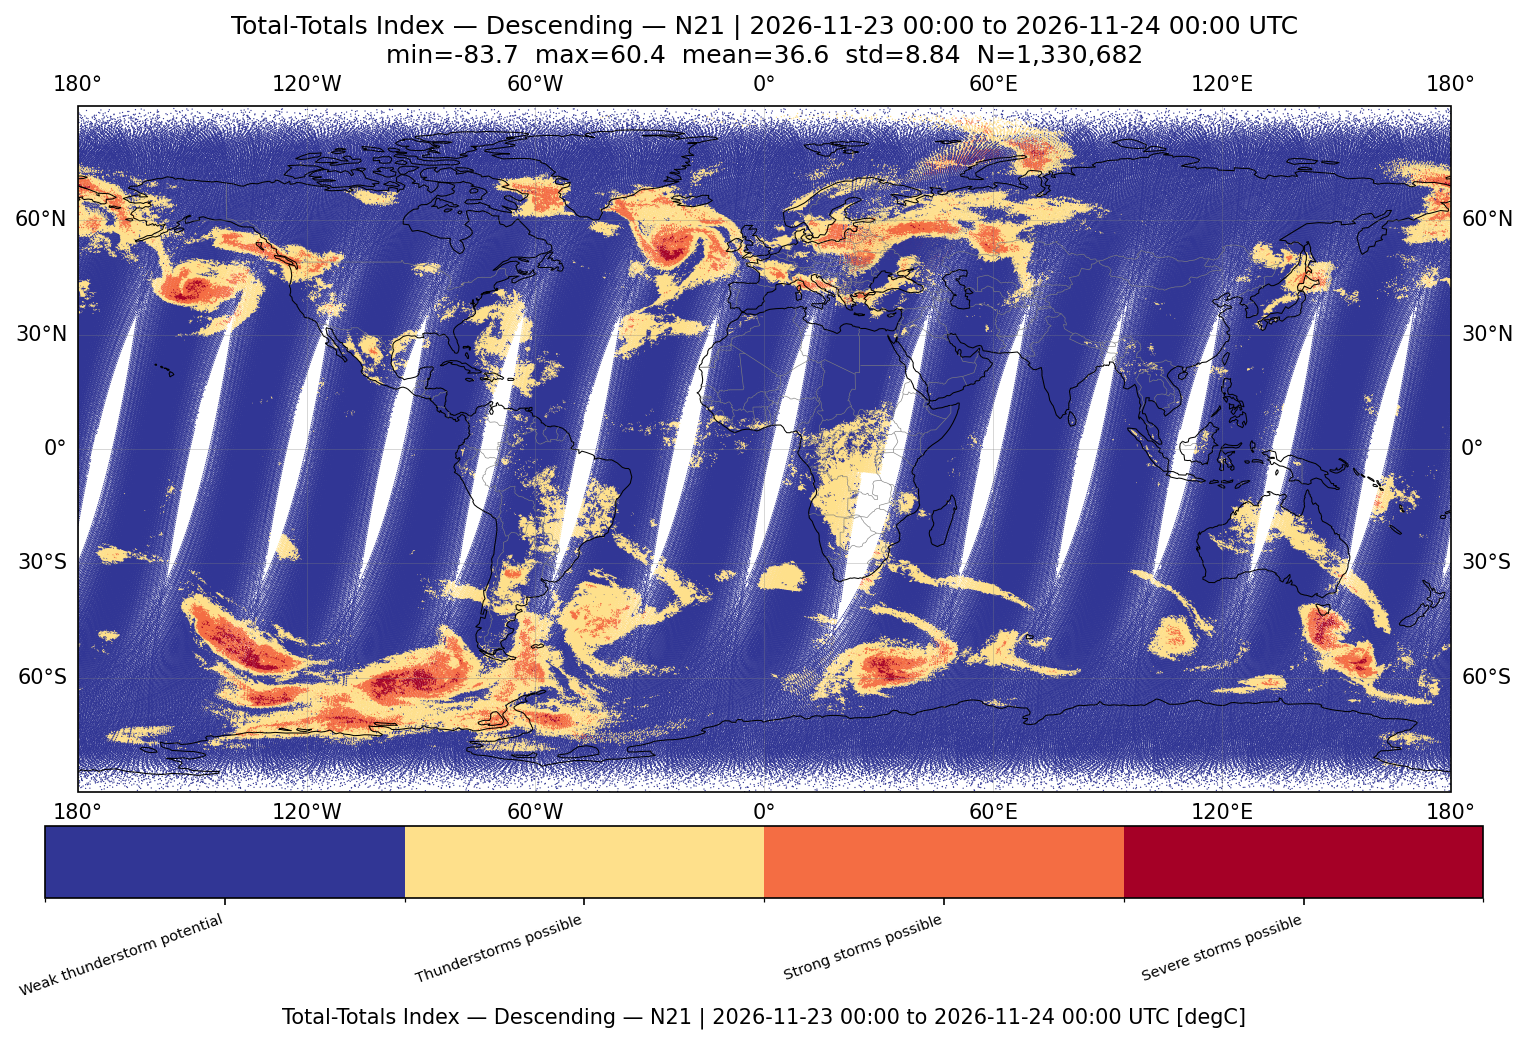 Total-Totals Index — Descending — N21 | 2026-11-23 00:00 to 2026-11-24 00:00 UTC
min=-83.7 max=60.4 mean=36.6 std=8.84 N=1,330,682
180° 120°W 60°W 0° 60°E 120°E 180°
60°N 60°N
30°N 30°N
0° 0°
30°S 30°S
60°S 60°S
180° 120°W 60°W 0° 60°E 120°E 180°
Weak thunderstorm potential Thunderstorms possible Strong storms possible Severe storms possible
Total-Totals Index — Descending — N21 | 2026-11-23 00:00 to 2026-11-24 00:00 UTC [degC]